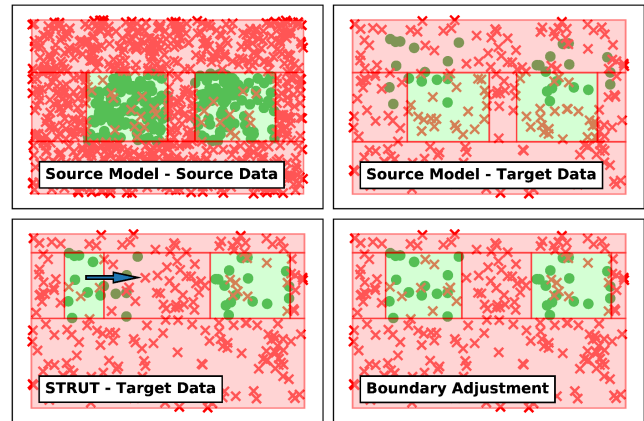 Source Model - Source Data
Source Model - Target Data
STRUT - Target Data
Boundary Adjustment